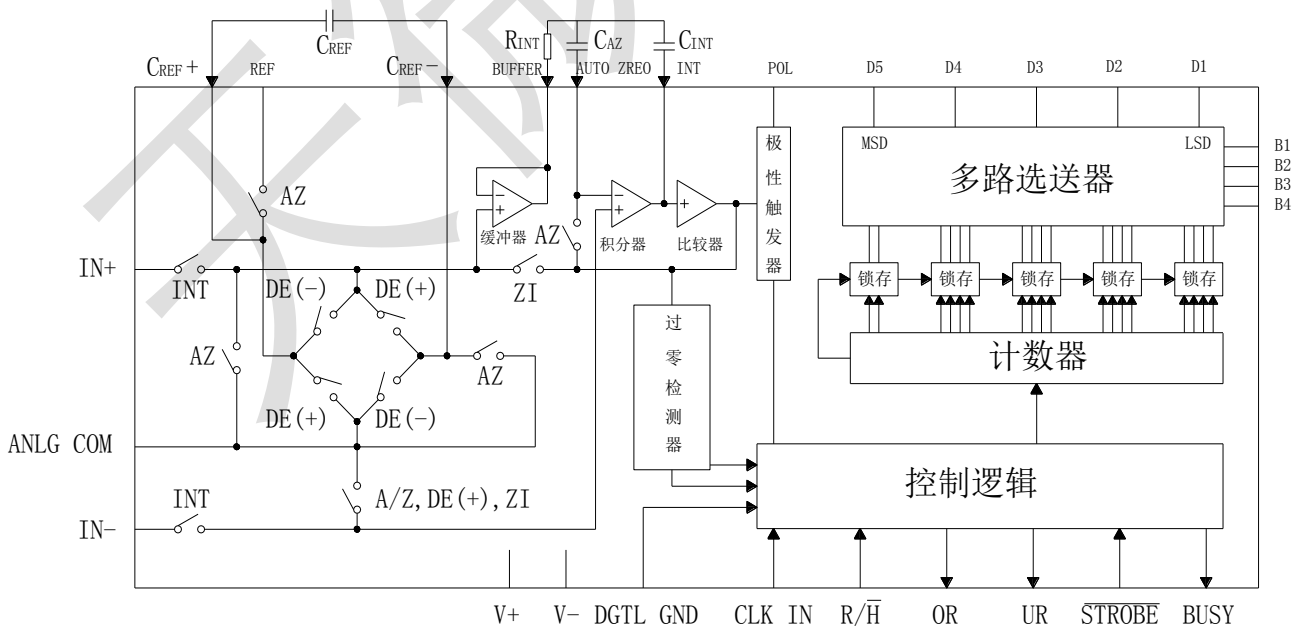 CREF
RINT
CAZ
CINT
CREF+
REF
CREF-
BUFFER
AUTO ZREO
INT
POL
D5
D4
D3
D2
D1
MSD
LSD
多路选送器
B1
B2
B3
B4
极性触发器
AZ
缓冲器
AZ
积分器
比较器
IN+
INT
DE(-)
DE(+)
ZI
锁存
锁存
锁存
锁存
锁存
过零检测器
计数器
AZ
AZ
DE(+)
DE(-)
ANLG COM
控制逻辑
INT
A/Z,DE(+),ZI
IN-
V+
V-
DGTL GND
CLK IN
R/H̅
OR
UR
S̅T̅R̅O̅B̅E̅
BUSY